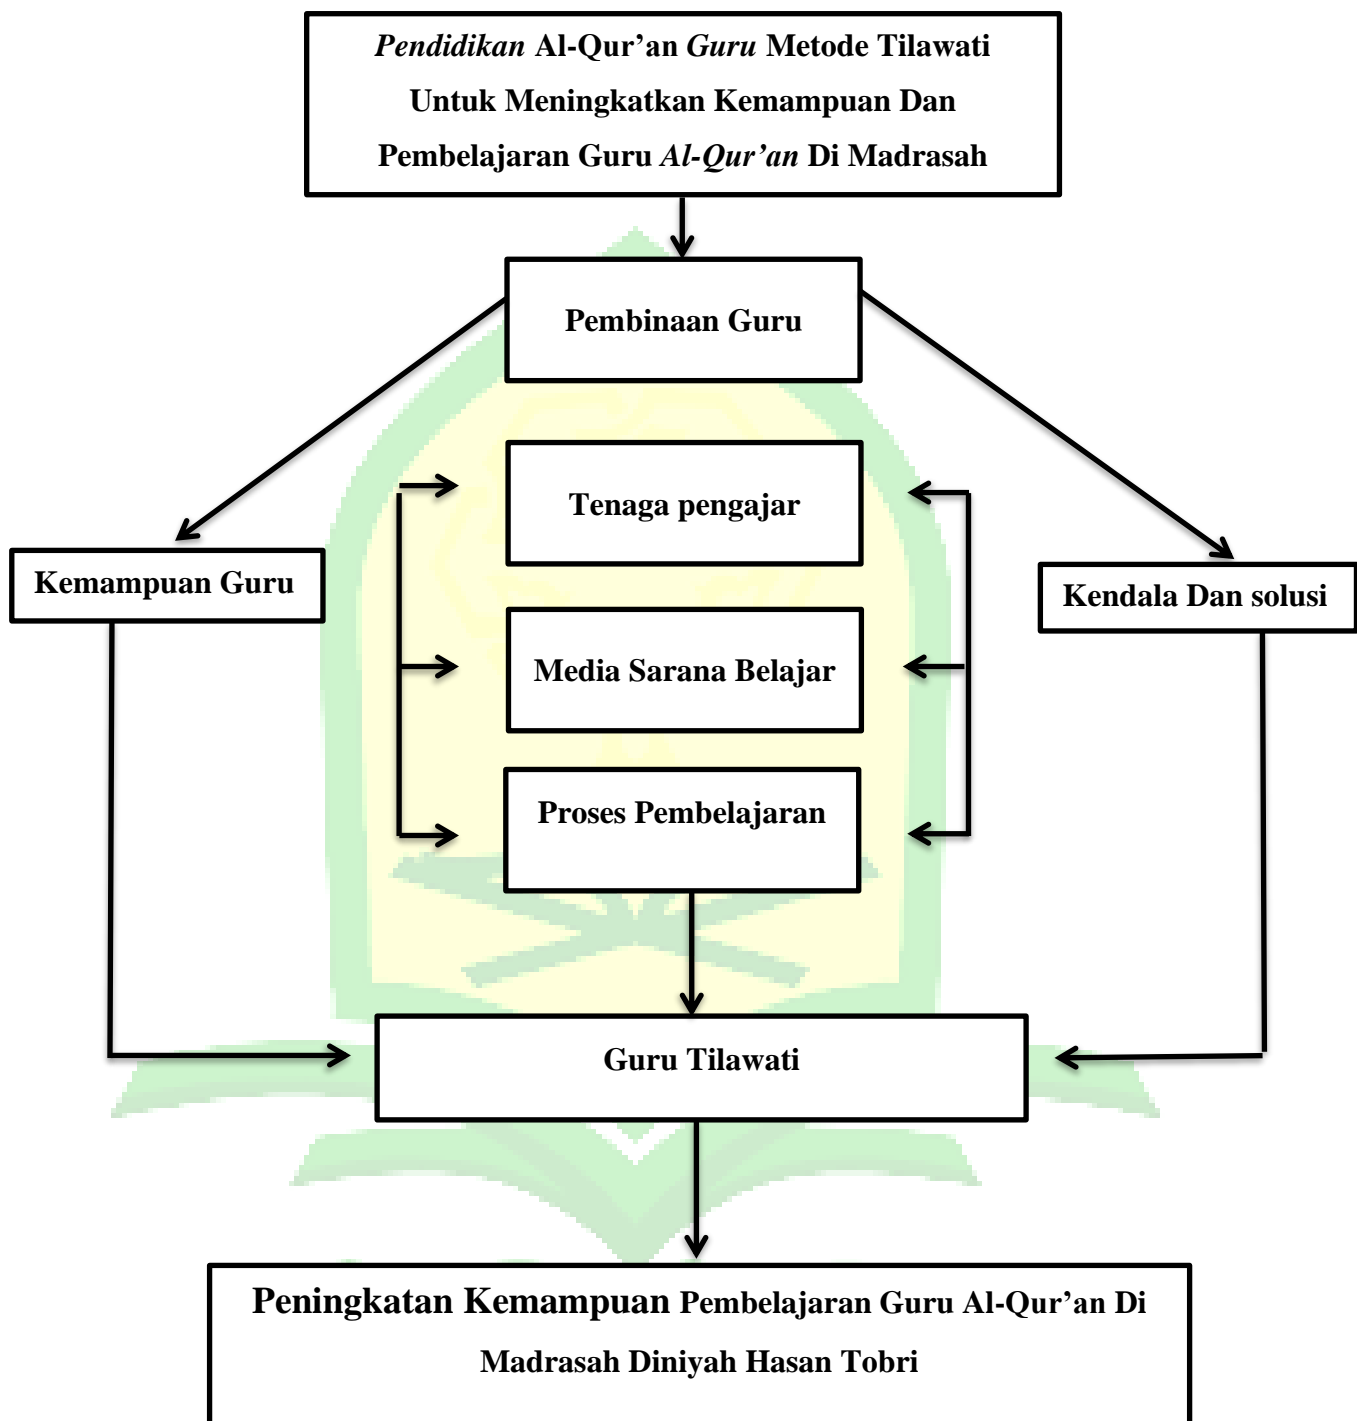 Pendidikan Al-Qur’an Guru Metode Tilawati
Untuk Meningkatkan Kemampuan Dan
Pembelajaran Guru Al-Qur’an Di Madrasah
Pembinaan Guru
Tenaga pengajar
Kemampuan Guru
Kendala Dan solusi
Media Sarana Belajar
Proses Pembelajaran
Guru Tilawati
Peningkatan Kemampuan Pembelajaran Guru Al-Qur’an Di
Madrasah Diniyah Hasan Tobri